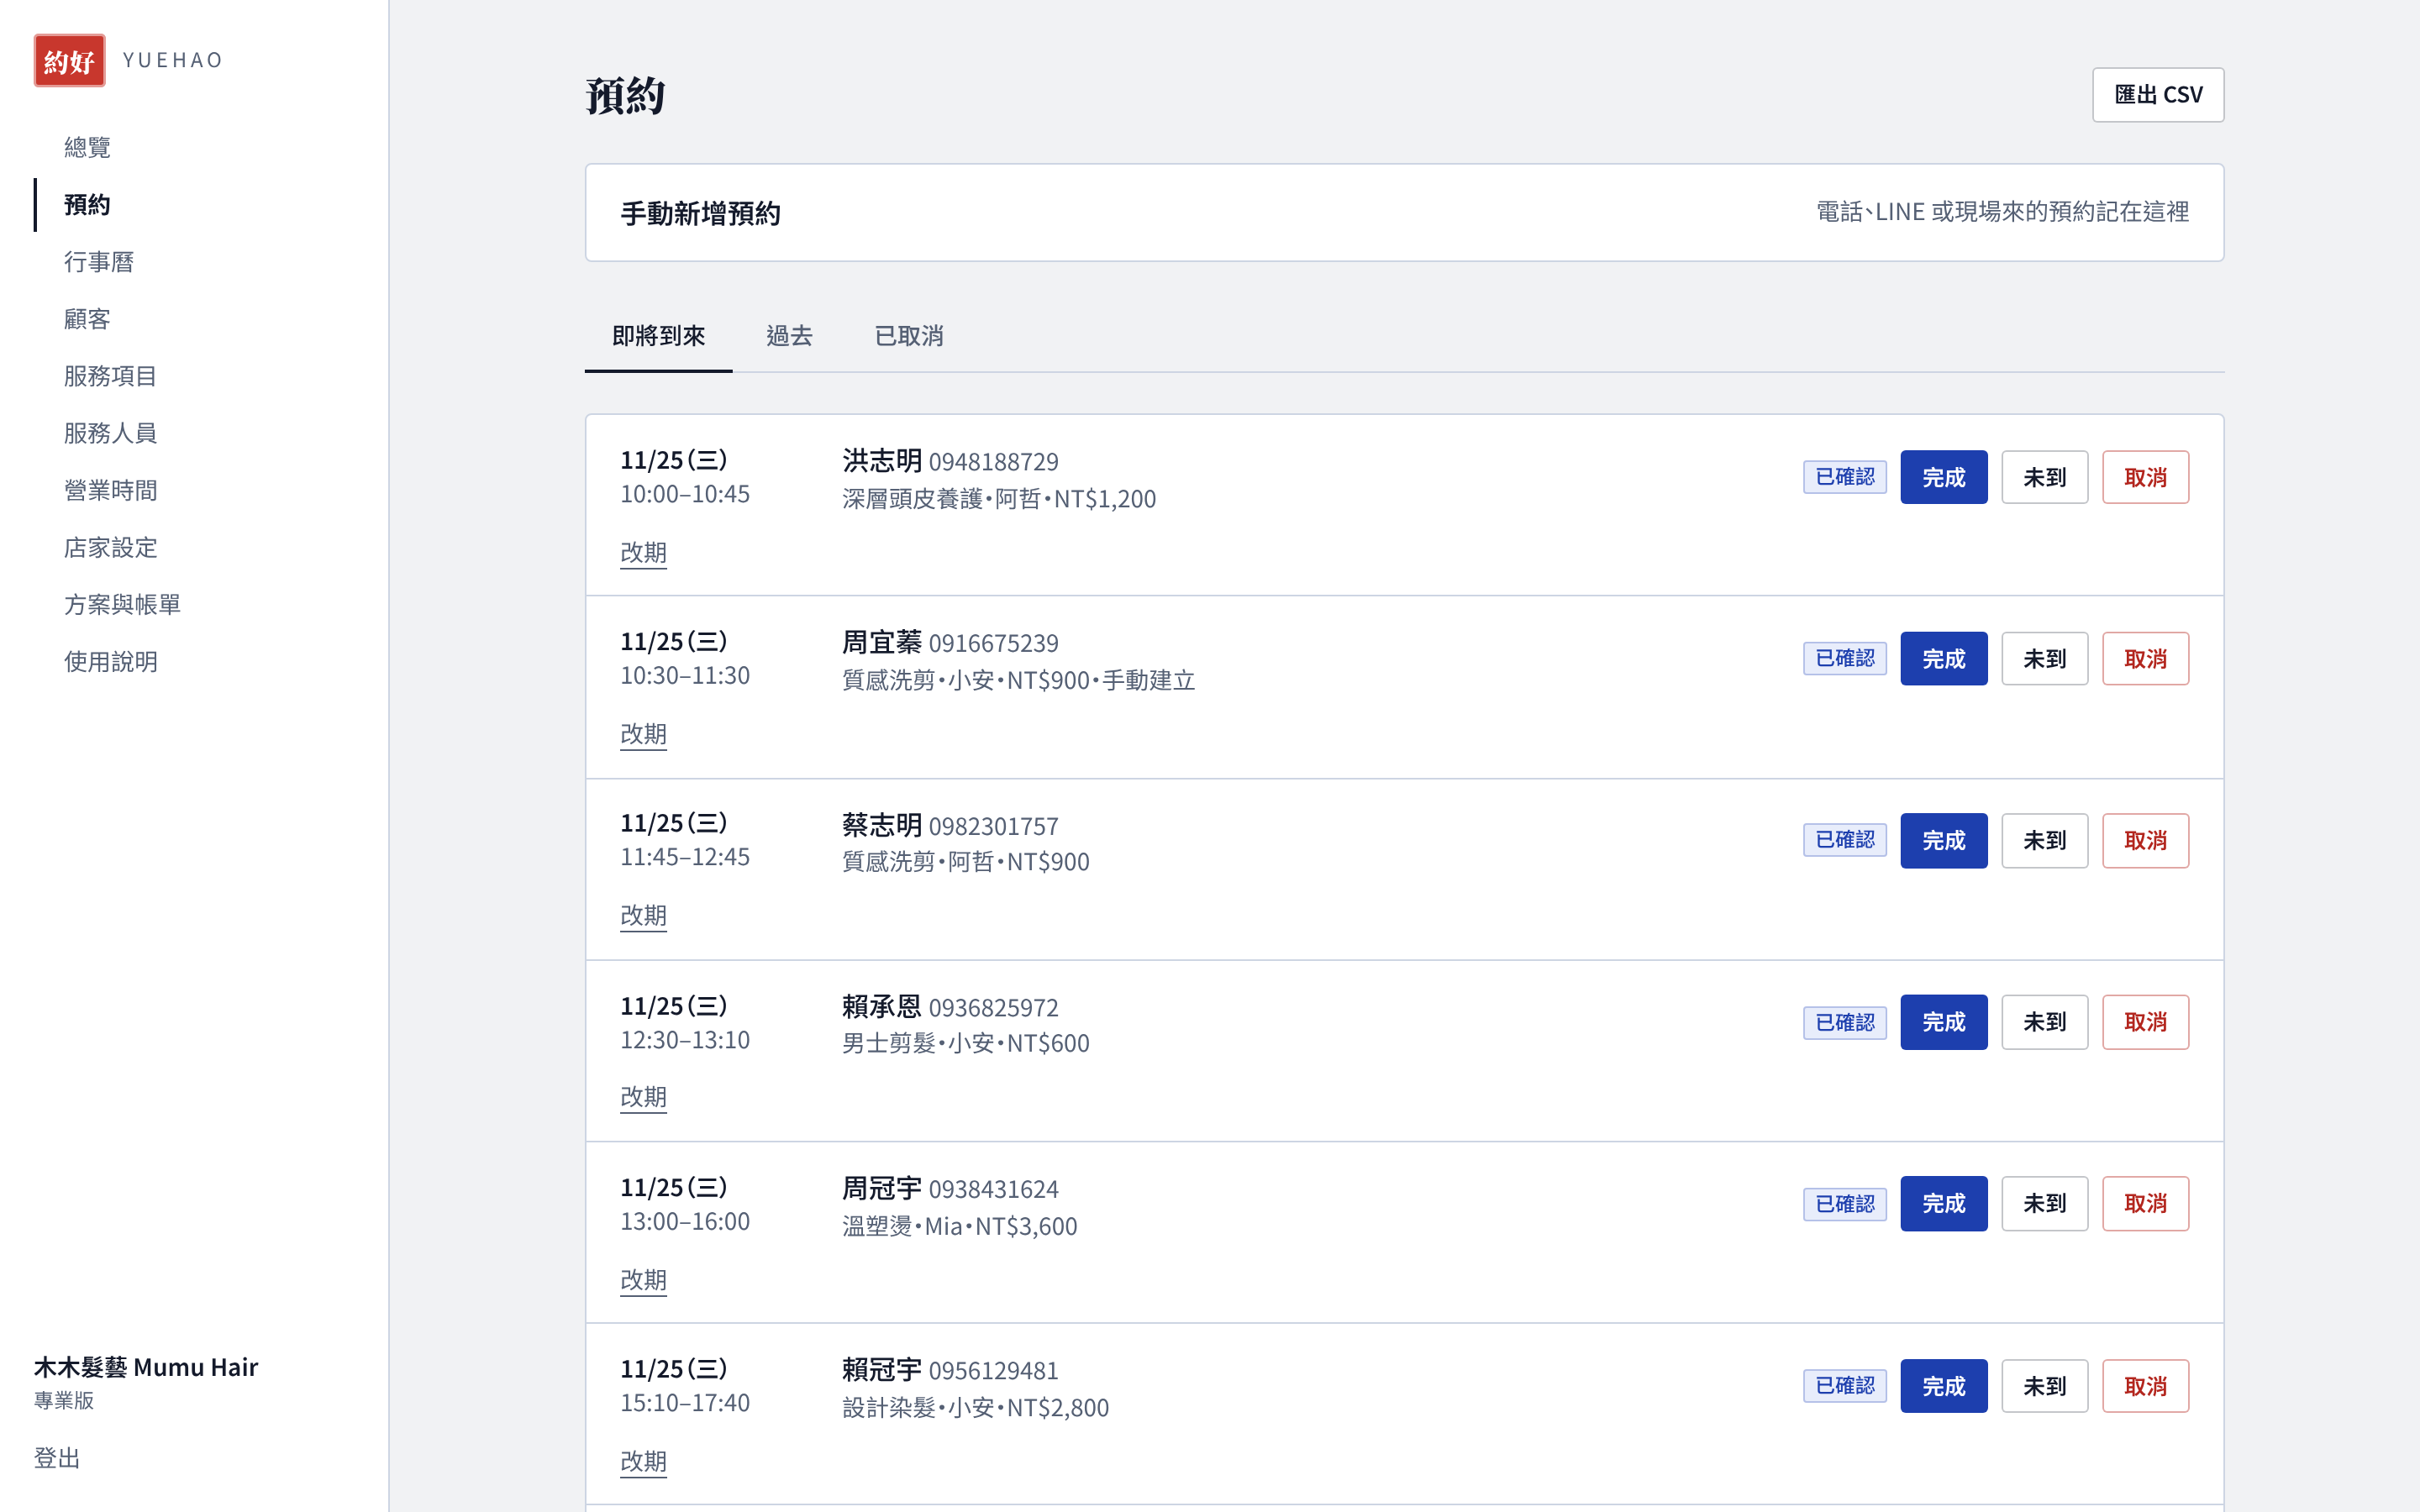 約好 YUEHAO
總覽
預約
行事曆
顧客
服務項目
服務人員
營業時間
店家設定
方案與帳單
使用說明
木木髮藝 Mumu Hair
專業版
登出
預約
匯出 CSV
手動新增預約
電話、LINE 或現場來的預約記在這裡
即將到來 過去 已取消
11/25（三）
10:00–10:45
洪志明 0948188729
深層頭皮養護・阿哲・NT$1,200
已確認 完成 未到 取消
改期
11/25（三）
10:30–11:30
周宜蓁 0916675239
質感洗剪・小安・NT$900・手動建立
已確認 完成 未到 取消
改期
11/25（三）
11:45–12:45
蔡志明 0982301757
質感洗剪・阿哲・NT$900
已確認 完成 未到 取消
改期
11/25（三）
12:30–13:10
賴承恩 0936825972
男士剪髮・小安・NT$600
已確認 完成 未到 取消
改期
11/25（三）
13:00–16:00
周冠宇 0938431624
溫塑燙・Mia・NT$3,600
已確認 完成 未到 取消
改期
11/25（三）
15:10–17:40
賴冠宇 0956129481
設計染髮・小安・NT$2,800
已確認 完成 未到 取消
改期